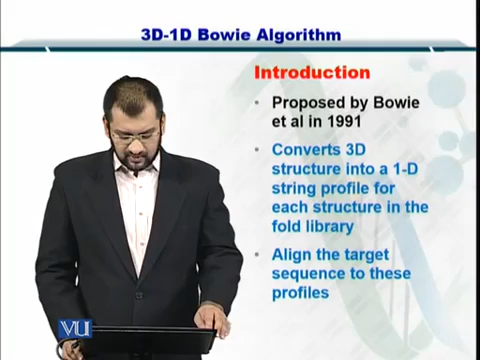 3D-1D Bowie Algorithm
Introduction
• Proposed by Bowie
et al in 1991
• Converts 3D
structure into a 1-D
string profile for
each structure in the
fold library
• Align the target
sequence to these
profiles
VU